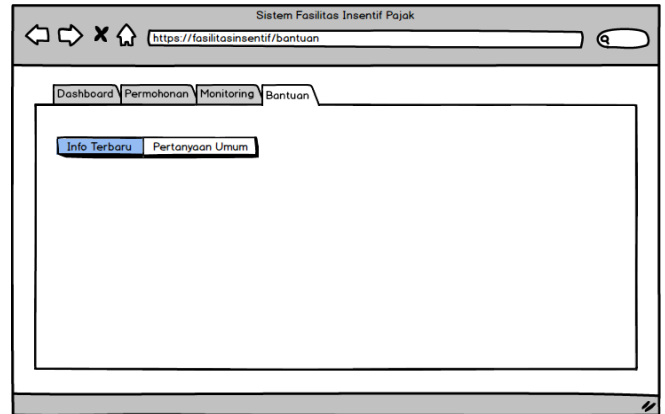 Sistem Fasilitas Insentif Pajak
https://fasilitasinsentif/bantuan
Dashboard Permohonan Monitoring Bantuan
Info Terbaru Pertanyaan Umum